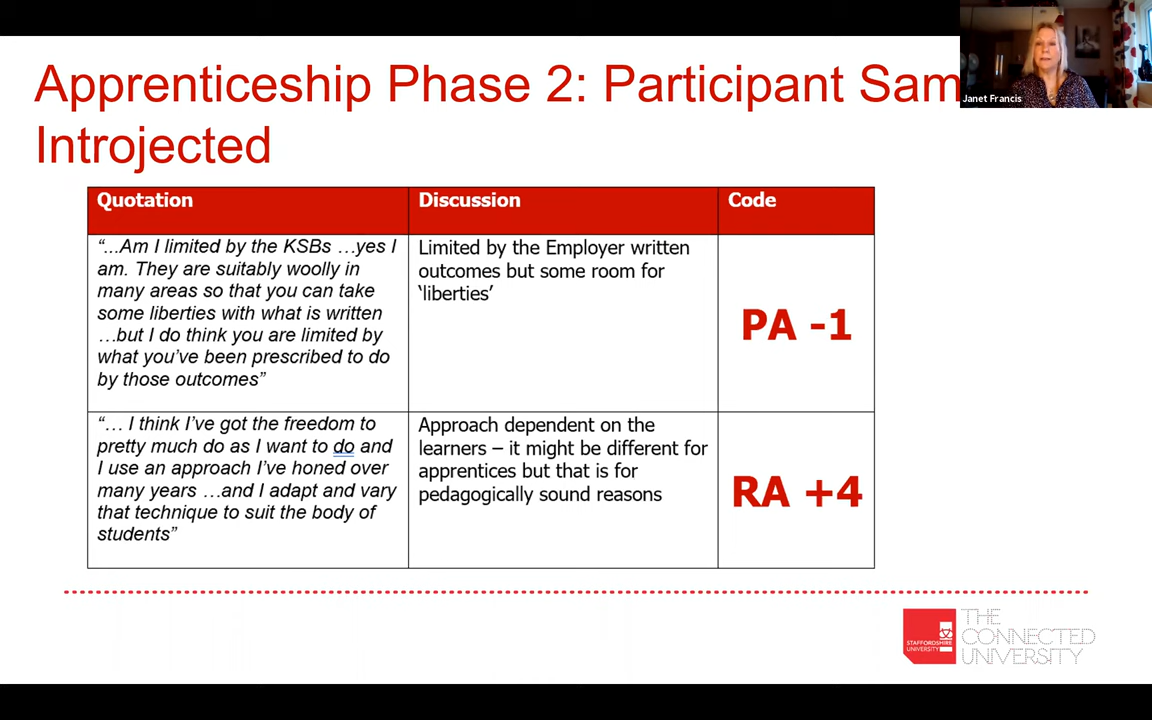 Apprenticeship Phase 2: Participant Sam
Introjected
Janet Francis
Quotation
Discussion
Code
“...Am I limited by the KSBs …yes I
am. They are suitably woolly in
many areas so that you can take
some liberties with what is written
…but I do think you are limited by
what you’ve been prescribed to do
by those outcomes”
Limited by the Employer written
outcomes but some room for
‘liberties’
PA -1
“… I think I’ve got the freedom to
pretty much do as I want to do and
I use an approach I’ve honed over
many years …and I adapt and vary
that technique to suit the body of
students”
Approach dependent on the
learners – it might be different for
apprentices but that is for
pedagogically sound reasons
RA +4
STAFFORDSHIRE
UNIVERSITY
THE
CONNECTED
UNIVERSITY